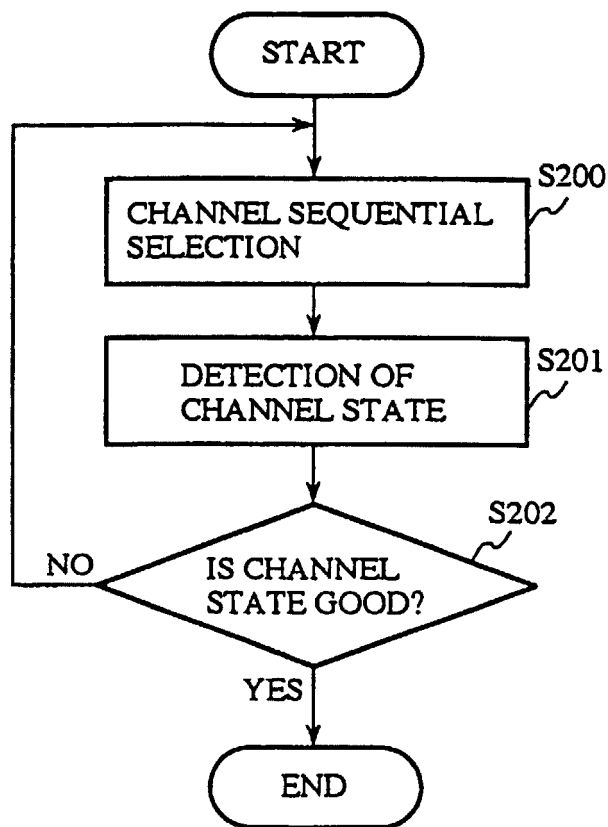 START
S200
CHANNEL SEQUENTIAL
SELECTION
S201
DETECTION OF
CHANNEL STATE
S202
NO
IS CHANNEL
STATE GOOD?
YES
END